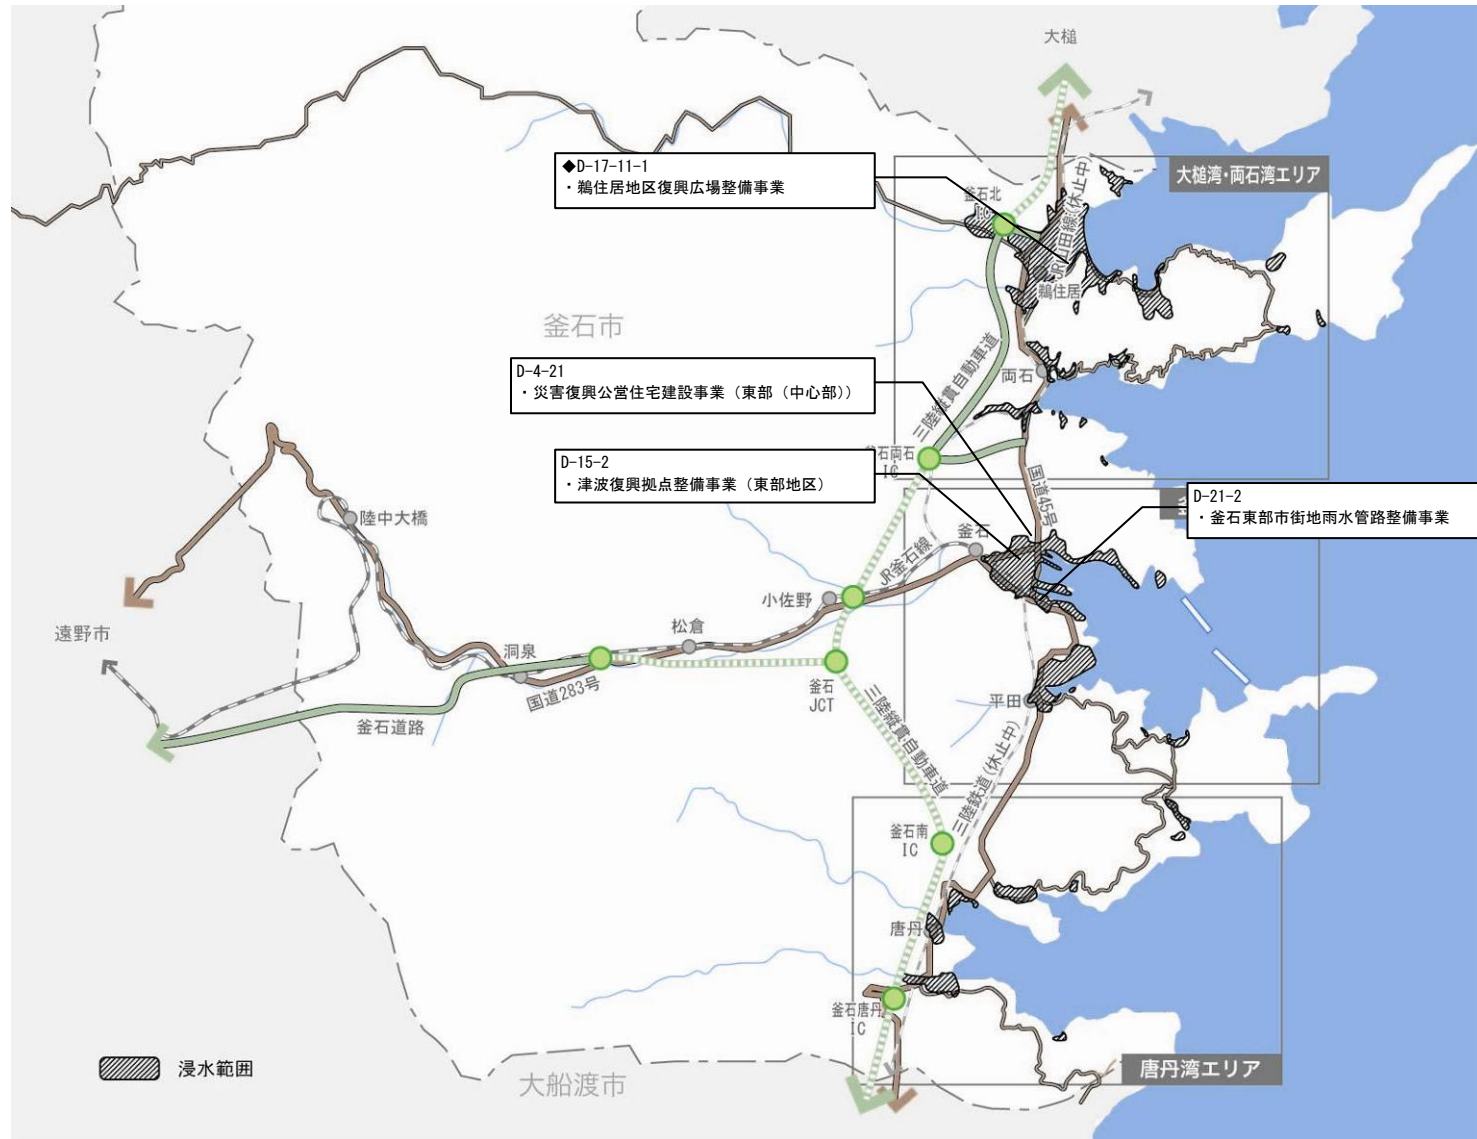 大槌
◆D-17-11-1
・鵜住居地区復興広場整備事業
大槌湾・両石湾エリア
釜石北
IC
JR山田線(休止中)
鵜住居
釜石市
三陸縦貫自動車道
D-4-21
・災害復興公営住宅建設事業（東部（中心部））
両石
釜石両石
IC
D-15-2
・津波復興拠点整備事業（東部地区）
国道45号
D-21-2
・釜石東部市街地雨水管路整備事業
陸中大橋
釜石
JR釜石線
小佐野
遠野市
松倉
洞泉
国道283号
釜石
JCT
釜石道路
平田
三陸縦貫自動車道
三陸鉄道(休止中)
釜石南
IC
唐丹
釜石唐丹
IC
浸水範囲
大船渡市
唐丹湾エリア